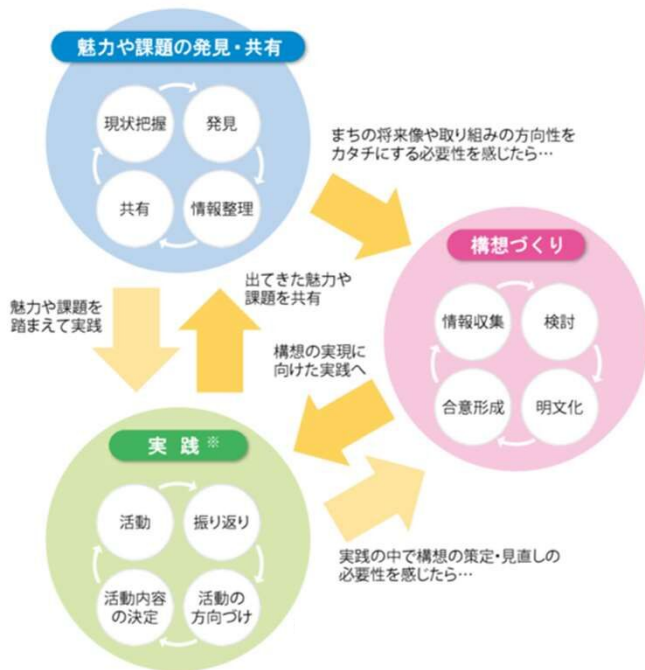 魅力や課題の発見・共有
現状把握
発見
共有
情報整理
まちの将来像や取り組みの方向性を
カタチにする必要性を感じたら…
構想づくり
情報収集
検討
合意形成
明文化
魅力や課題を
踏まえて実践
出てきた魅力や
課題を共有
構想の実現に
向けた実践へ
実践※
活動
振り返り
活動内容
の決定
活動の
方向づけ
実践の中で構想の策定・見直しの
必要性を感じたら…